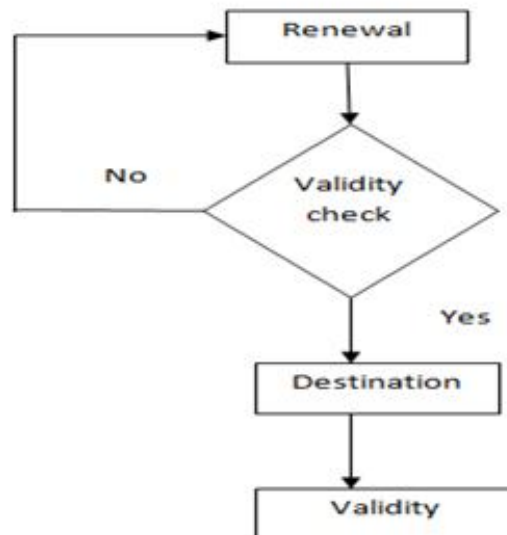 Renewal
No
Validity
check
Yes
Destination
Validity